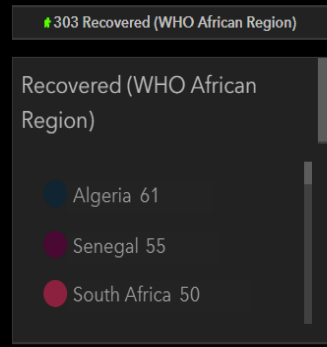 303 Recovered (WHO African Region)
Recovered (WHO African
Region)
Algeria 61
Senegal 55
South Africa 50